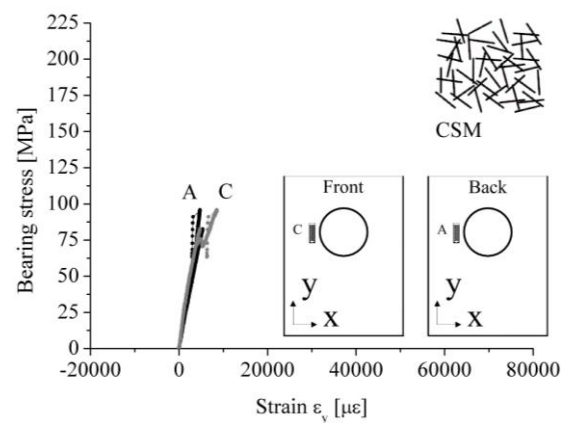 225
200
175
150
125
100
75
50
25
0
Bearing stress [MPa]
-20000 0 20000 40000 60000 80000
Strain εy [με]
A C
CSM
Front
C
y
x
Back
A
y
x